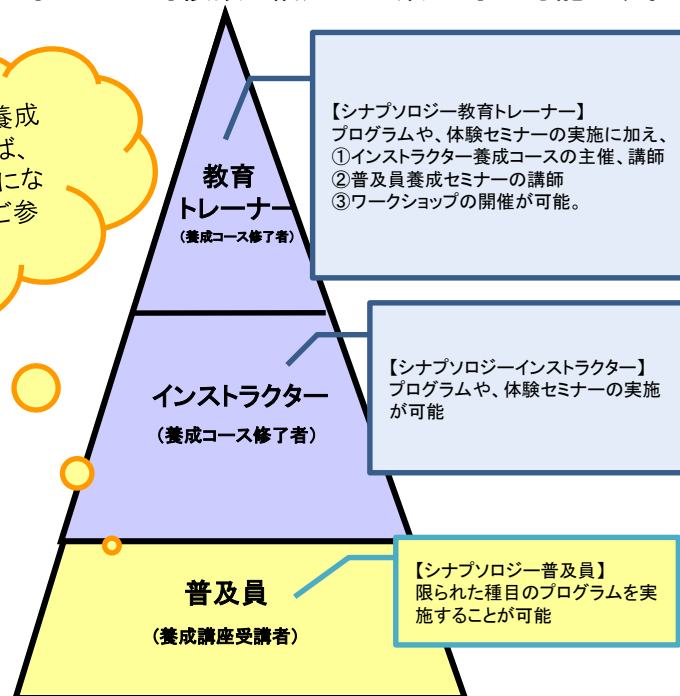 養成
ば、
にな
ご参
教育
トレーナー
(養成コース修了者)
【シナプソロジー教育トレーナー】
プログラムや、体験セミナーの実施に加え、
①インストラクター養成コースの主催、講師
②普及員養成セミナーの講師
③ワークショップの開催が可能。
インストラクター
(養成コース修了者)
【シナプソロジーインストラクター】
プログラムや、体験セミナーの実施
が可能
普及員
(養成講座受講者)
【シナプソロジー普及員】
限られた種目のプログラムを実
施することが可能